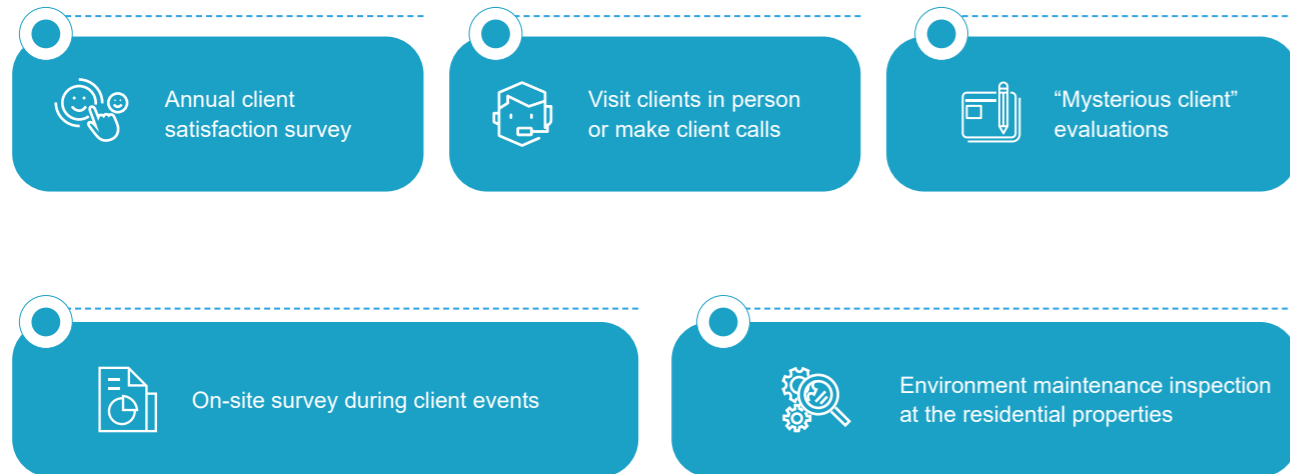 Annual client
satisfaction survey
Visit clients in person
or make client calls
“Mysterious client”
evaluations
On-site survey during client events
Environment maintenance inspection
at the residential properties